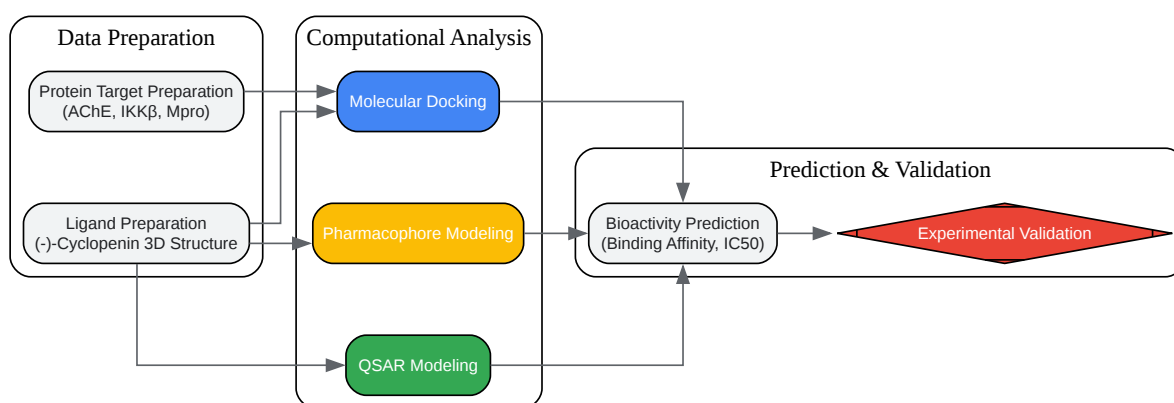 Data Preparation
Protein Target Preparation
(AChE, IKKβ, Mpro)
Ligand Preparation
(-)-Cyclopenin 3D Structure
Computational Analysis
Molecular Docking
Pharmacophore Modeling
QSAR Modeling
Prediction & Validation
Bioactivity Prediction
(Binding Affinity, IC50)
Experimental Validation